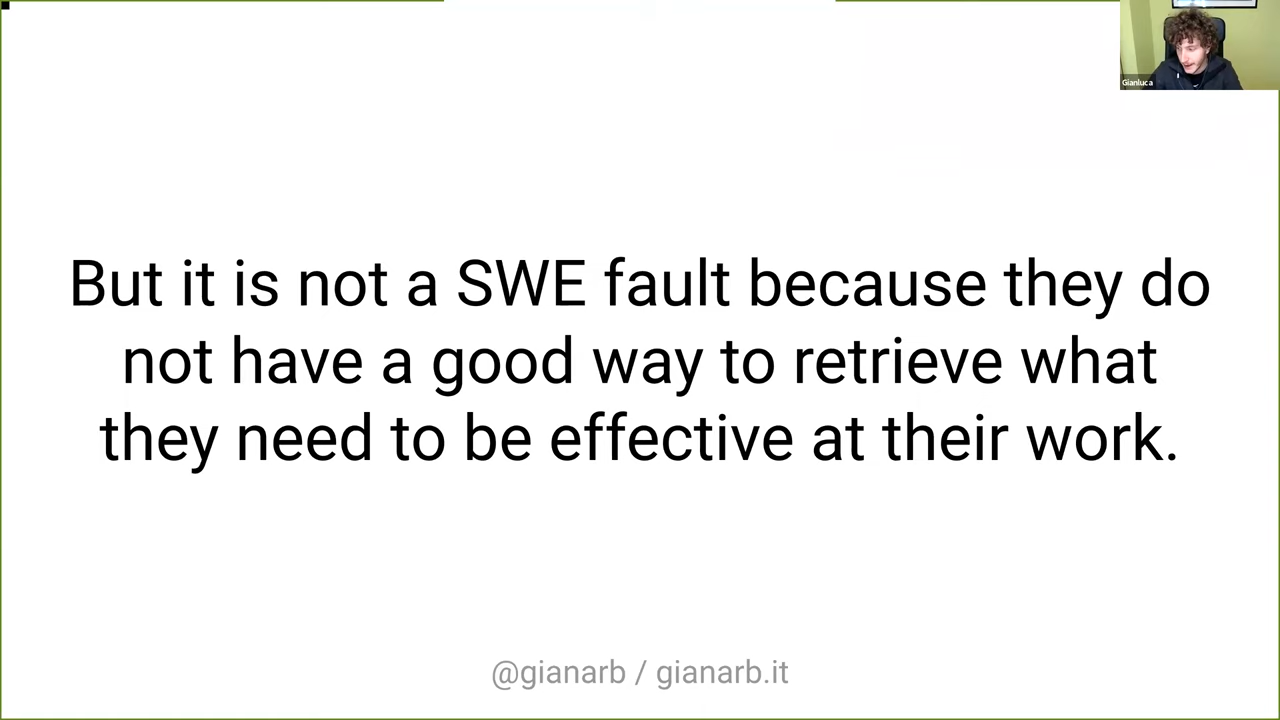 Gianluca
But it is not a SWE fault because they do
not have a good way to retrieve what
they need to be effective at their work.
@gianarb / gianarb.it